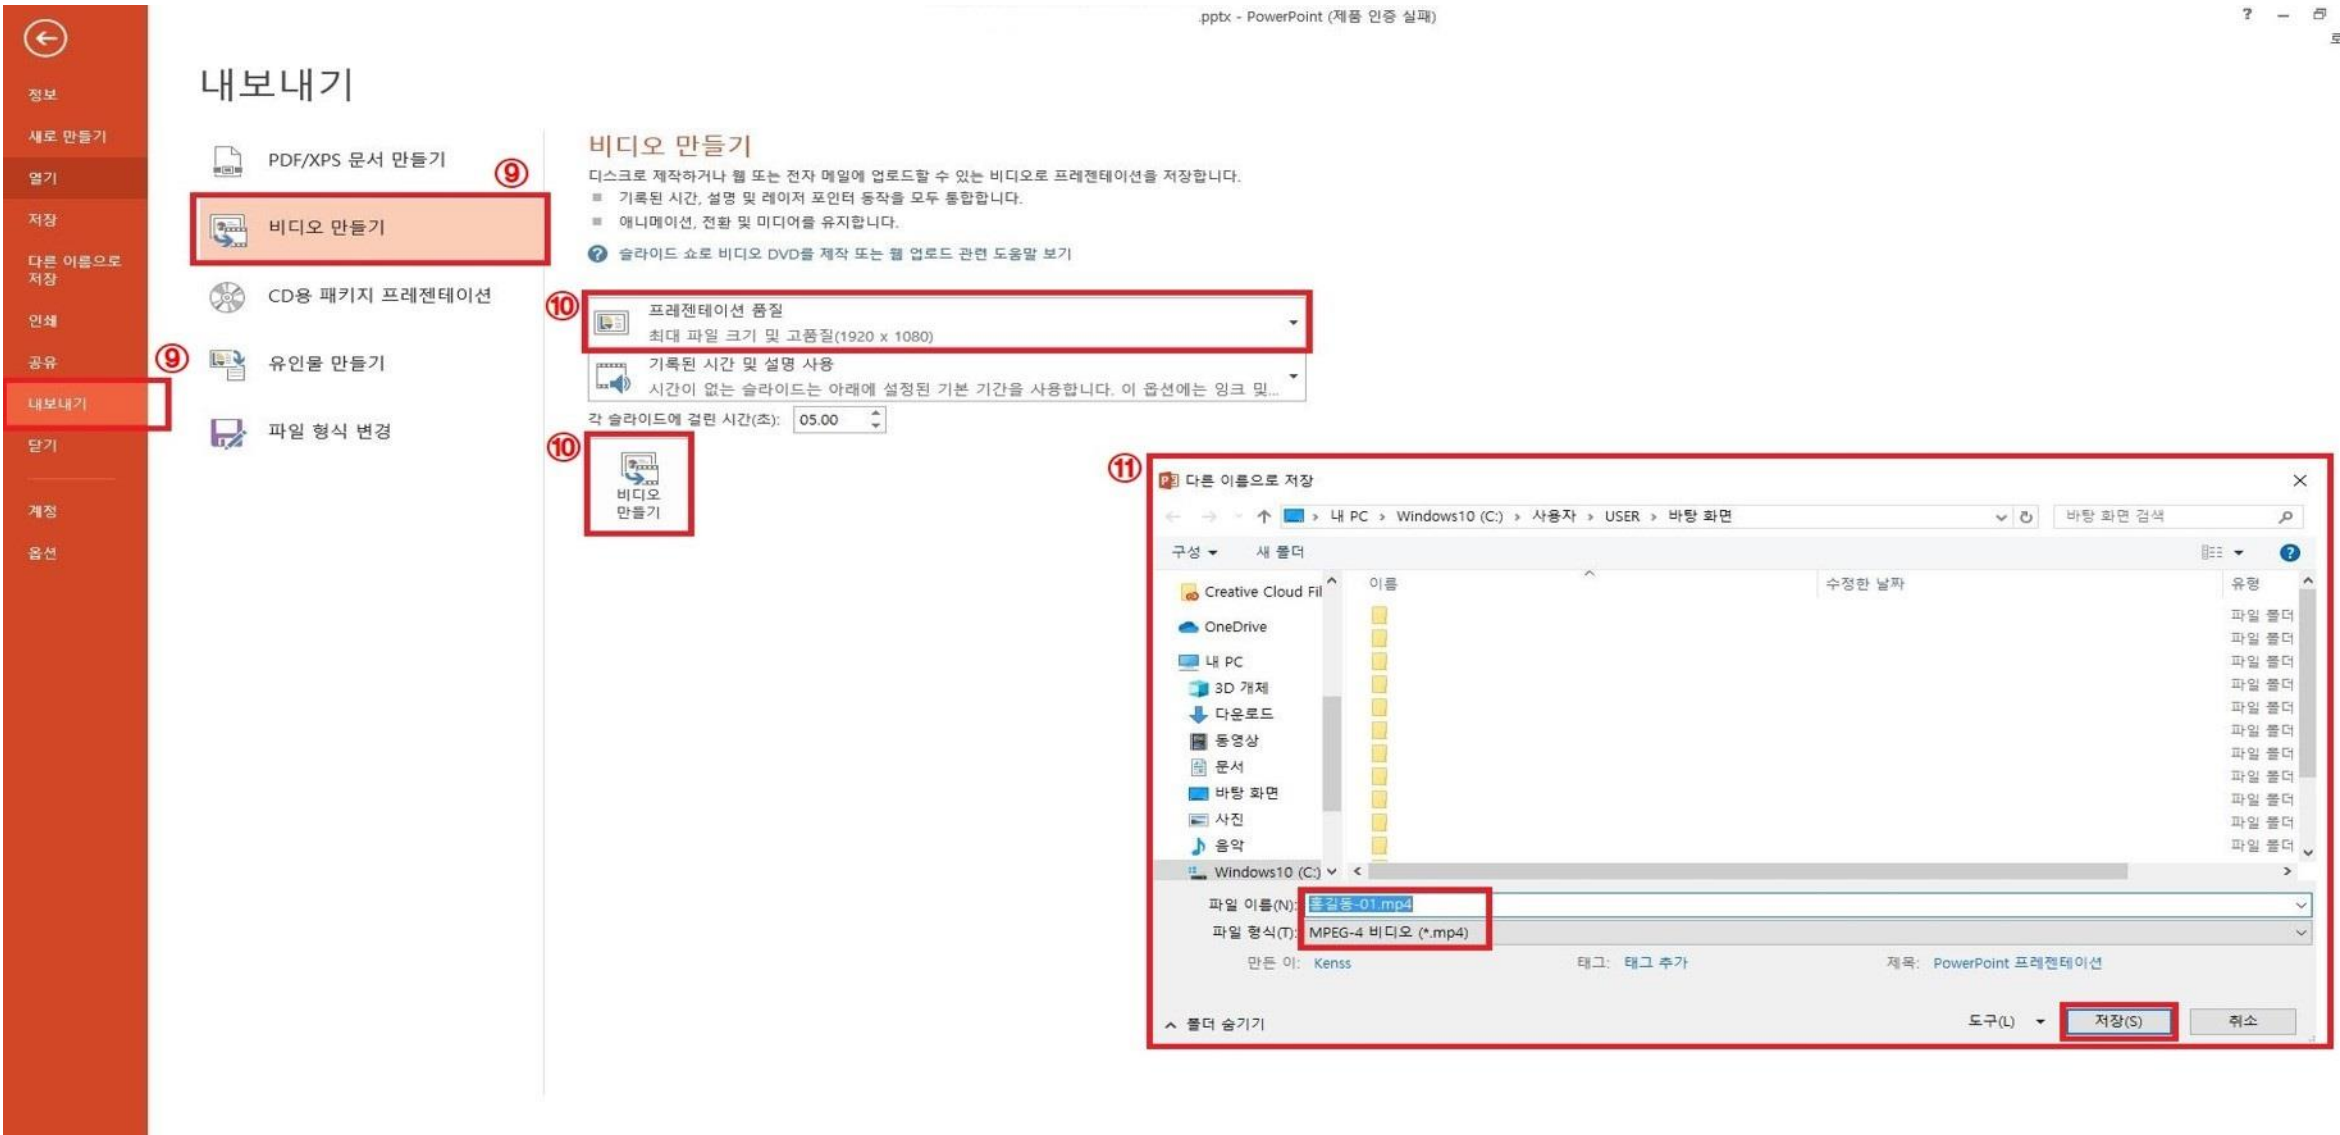 .pptx - PowerPoint (제품 인증 실패)
?
로
정보
새로 만들기
열기
저장
다른 이름으로
저장
인쇄
공유
⑨
내보내기
닫기
계정
옵션
내보내기
PDF/XPS 문서 만들기
⑨
비디오 만들기
CD용 패키지 프레젠테이션
유인물 만들기
파일 형식 변경
비디오 만들기
디스크로 제작하거나 웹 또는 전자 메일에 업로드할 수 있는 비디오로 프레젠테이션을 저장합니다.
기록된 시간, 설명 및 레이저 포인터 동작을 모두 통합합니다.
애니메이션, 전환 및 미디어를 유지합니다.
? 슬라이드 쇼로 비디오 DVD를 제작 또는 웹 업로드 관련 도움말 보기
⑩
프레젠테이션 품질
최대 파일 크기 및 고품질(1920 x 1080)
기록된 시간 및 설명 사용
시간이 없는 슬라이드는 아래에 설정된 기본 기간을 사용합니다. 이 옵션에는 잉크 및...
각 슬라이드에 걸린 시간(초): 05.00
⑩
비디오
만들기
⑪
다른 이름으로 저장
내 PC > Windows10 (C:) > 사용자 > USER > 바탕 화면
바탕 화면 검색
구성 새 폴더
?
Creative Cloud Fil
OneDrive
내 PC
3D 개체
다운로드
동영상
문서
바탕 화면
사진
음악
Windows10 (C:)
이름 수정한 날짜 유형
파일 폴더
파일 폴더
파일 폴더
파일 폴더
파일 폴더
파일 폴더
파일 폴더
파일 폴더
파일 폴더
파일 폴더
파일 폴더
파일 이름(N): 홍길동-01.mp4
파일 형식(T): MPEG-4 비디오 (*.mp4)
만든 이: Kenss 태그: 태그 추가 제목: PowerPoint 프레젠테이션
폴더 숨기기
도구(L) 저장(S) 취소